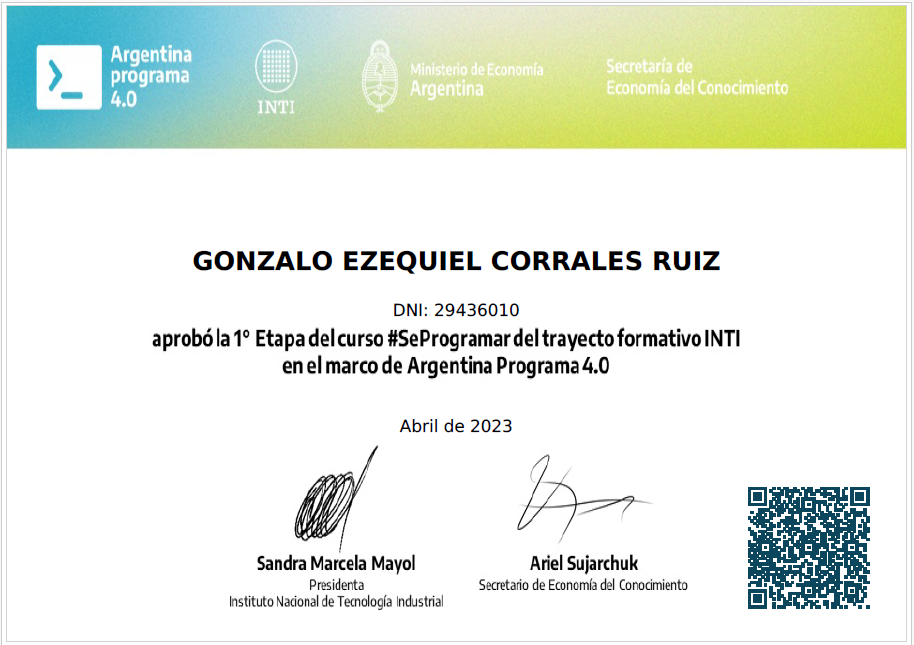 Argentina
programa
4.0
INTI
Ministerio de Economía
Argentina
Secretaría de
Economía del Conocimiento
GONZALO EZEQUIEL CORRALES RUIZ
DNI: 29436010
aprobó la 1° Etapa del curso #SeProgramar del trayecto formativo INTI
en el marco de Argentina Programa 4.0
Abril de 2023
Sandra Marcela Mayol
Presidenta
Instituto Nacional de Tecnología Industrial
Ariel Sujarchuk
Secretario de Economía del Conocimiento